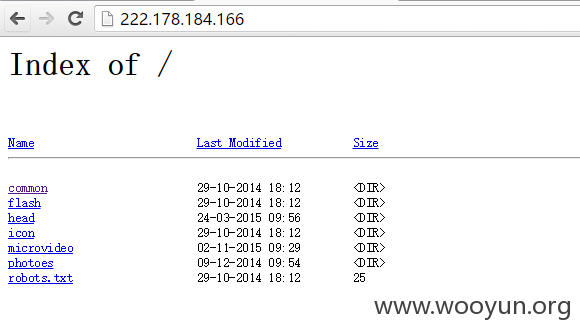 222.178.184.166
Index of /
Name Last Modified Size
common 29-10-2014 18:12 <DIR>
flash 29-10-2014 18:12 <DIR>
head 24-03-2015 09:56 <DIR>
icon 29-10-2014 18:12 <DIR>
microvideo 02-11-2015 09:29 <DIR>
photoes 09-12-2014 09:54 <DIR>
robots.txt 29-10-2014 18:12 25
www.wooyun.org